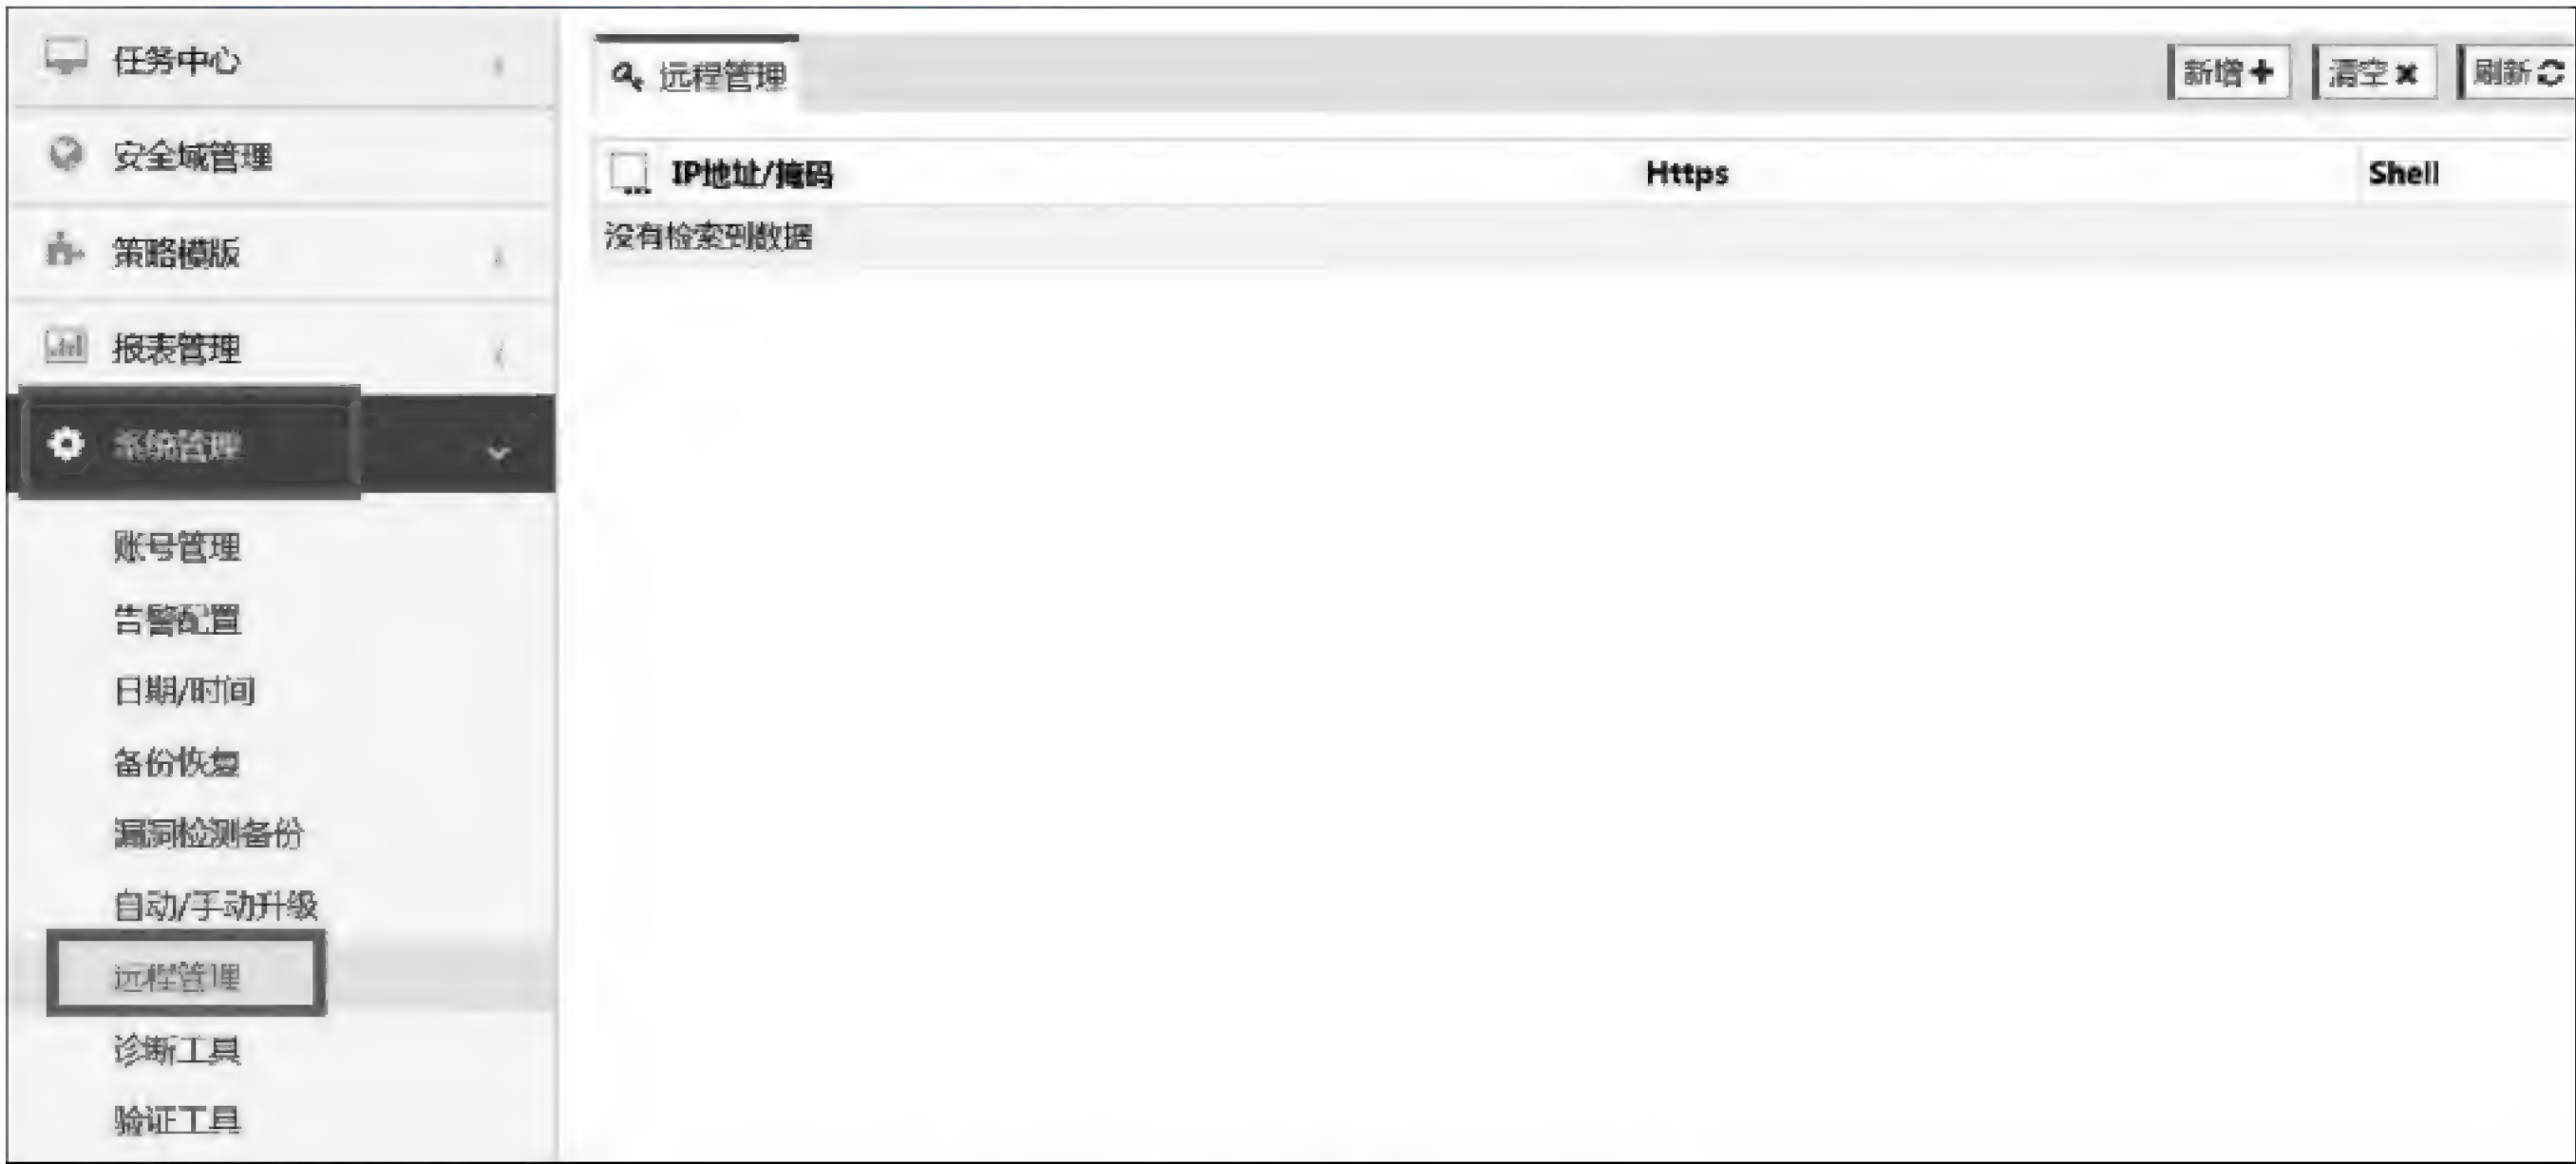 任务中心
安全域管理
策略模版
报表管理
系统管理
账号管理
告警配置
日期/时间
备份恢复
漏洞检测备份
自动/手动升级
远程管理
诊断工具
验证工具
远程管理
新增 清空 刷新
IP地址/掩码 Https Shell
没有检索到数据